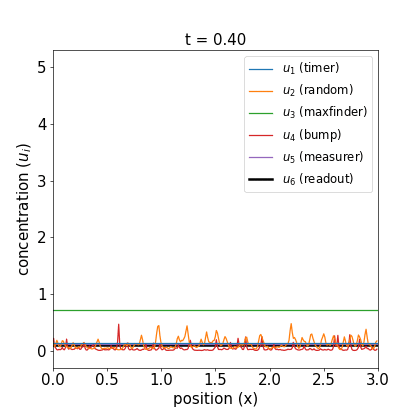 t = 0.40
concentration (uᵢ)
5
4
3
2
1
0
u₁ (timer)
u₂ (random)
u₃ (maxfinder)
u₄ (bump)
u₅ (measurer)
u₆ (readout)
0.0 0.5 1.0 1.5 2.0 2.5 3.0
position (x)